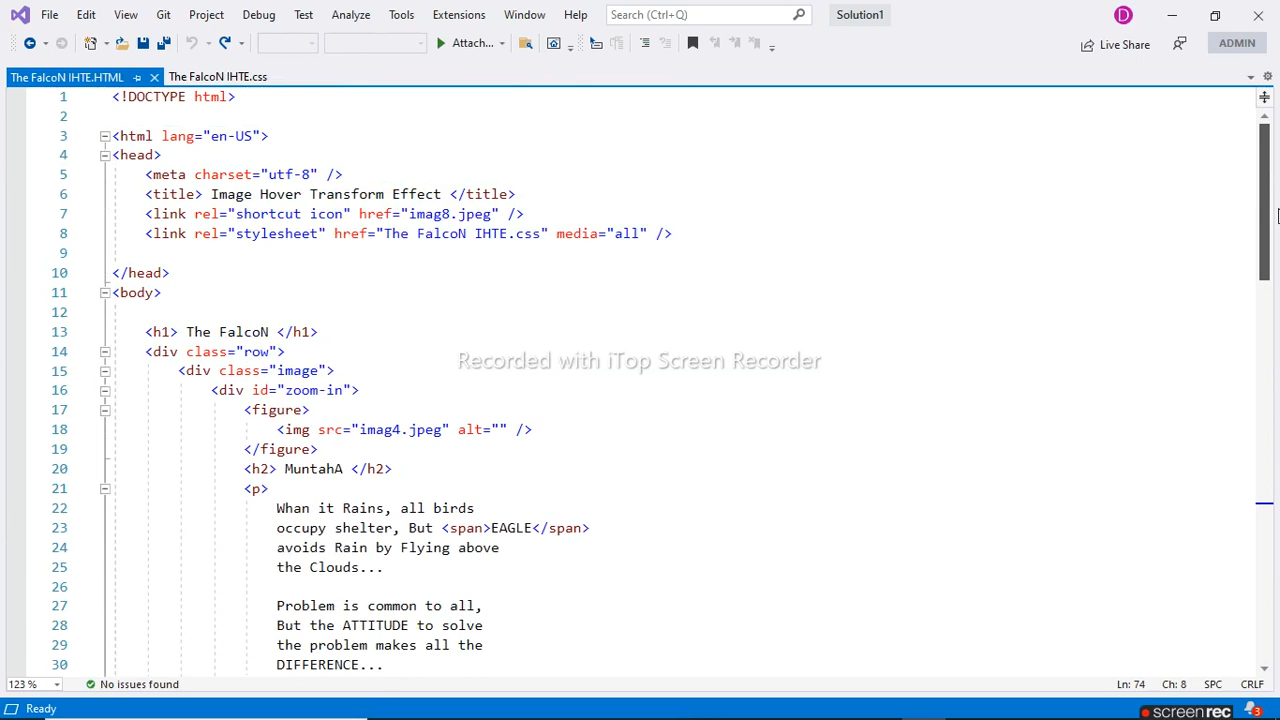 File Edit View Git Project Debug Test Analyze Tools Extensions Window Help Search (Ctrl+Q) Solution1 D
Attach... Live Share ADMIN
The FalcoN IHTE.HTML The FalcoN IHTE.css
1 <!DOCTYPE html>
2
3 <html lang="en-US">
4 <head>
5 <meta charset="utf-8" />
6 <title> Image Hover Transform Effect </title>
7 <link rel="shortcut icon" href="imag8.jpeg" />
8 <link rel="stylesheet" href="The FalcoN IHTE.css" media="all" />
9
10 </head>
11 <body>
12
13 <h1> The FalcoN </h1>
14 <div class="row">
15 <div class="image">
Recorded with iTop Screen Recorder
16 <div id="zoom-in">
17 <figure>
18 <img src="imag4.jpeg" alt="" />
19 </figure>
20 <h2> MuntahA </h2>
21 <p>
22 Whan it Rains, all birds
23 occupy shelter, But <span>EAGLE</span>
24 avoids Rain by Flying above
25 the Clouds...
26
27 Problem is common to all,
28 But the ATTITUDE to solve
29 the problem makes all the
30 DIFFERENCE...
123 % No issues found Ln: 74 Ch: 8 SPC CRLF
Ready screenrec 3